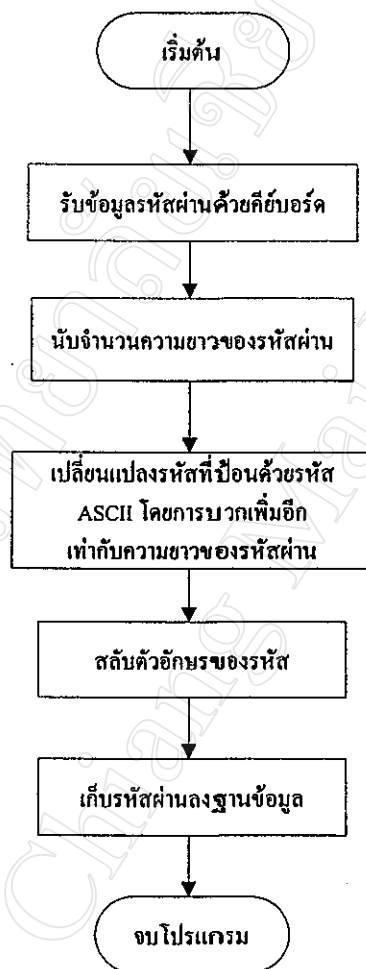 เริ่มต้น
รับข้อมูลรหัสผ่านด้วยคีย์บอร์ด
นับจำนวนความยาวของรหัสผ่าน
เปลี่ยนแปลงรหัสที่ป้อนด้วยรหัส
ASCII โดยการบวกเพิ่มอีก
เท่ากับความยาวของรหัสผ่าน
สลับตัวอักษรของรหัส
เก็บรหัสผ่านลงฐานข้อมูล
จบโปรแกรม
Chiang Mai